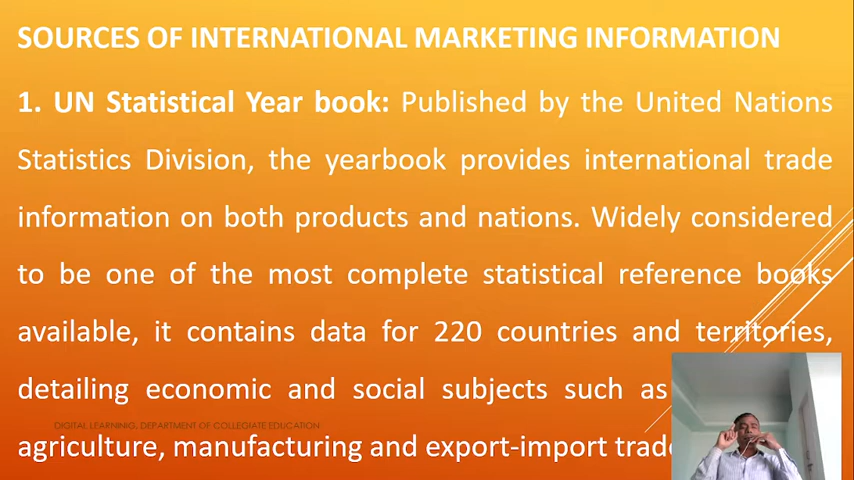 SOURCES OF INTERNATIONAL MARKETING INFORMATION
1. UN Statistical Year book: Published by the United Nations
Statistics Division, the yearbook provides international trade
information on both products and nations. Widely considered
to be one of the most complete statistical reference books
available, it contains data for 220 countries and territories,
detailing economic and social subjects such as
DIGITAL LEARNINIG, DEPARTMENT OF COLLEGIATE EDUCATION
agriculture, manufacturing and export-import trade